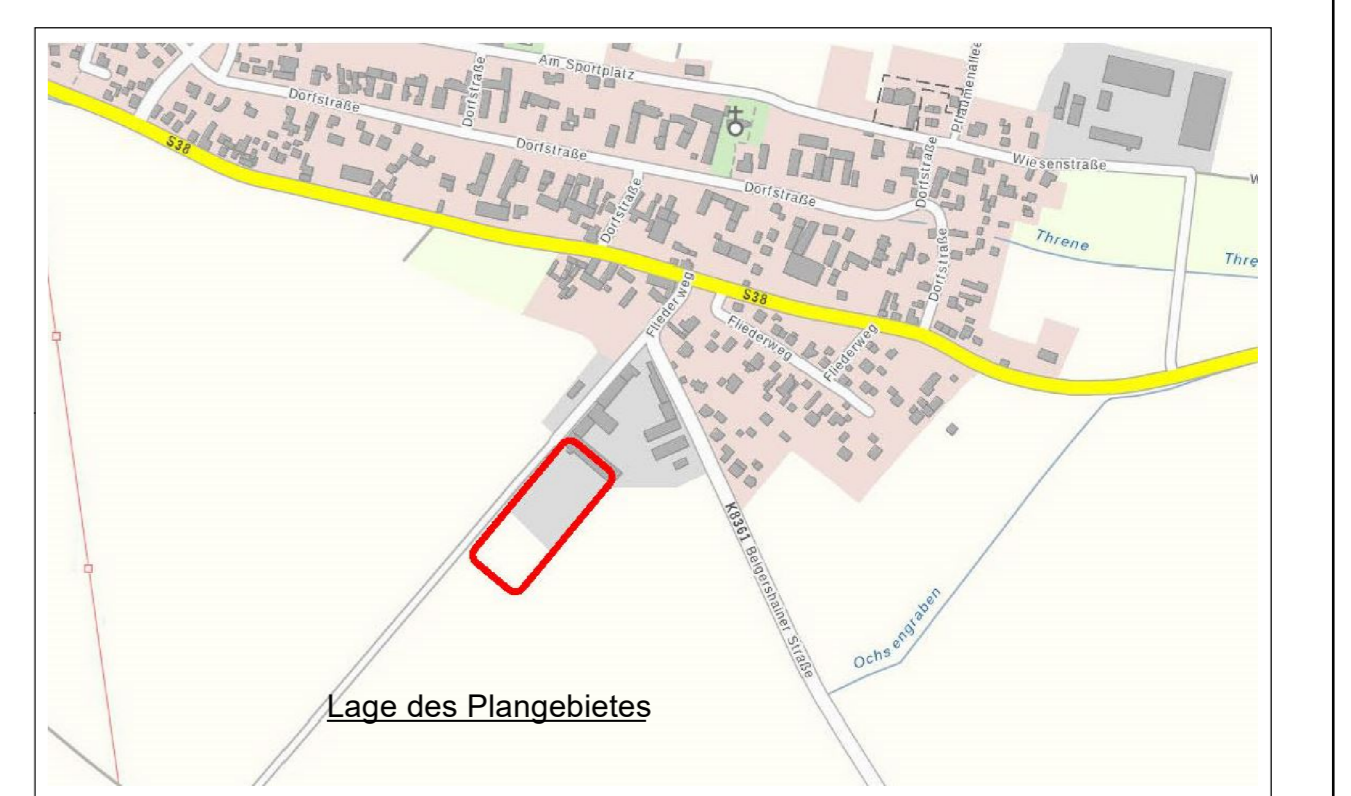 Am Sportplatz
Dorfstraße
Dorfstraße
Pflaumenallee
S38
Dorfstraße
Dorfstraße
Wiesenstraße
W
Dorfstraße
Dorfstraße
Threne
Thre
Dorfstraße
Fliederweg
S38
Fliederweg
Fliederweg
K8361 Belgershainer Straße
Ochsengraben
Lage des Plangebietes